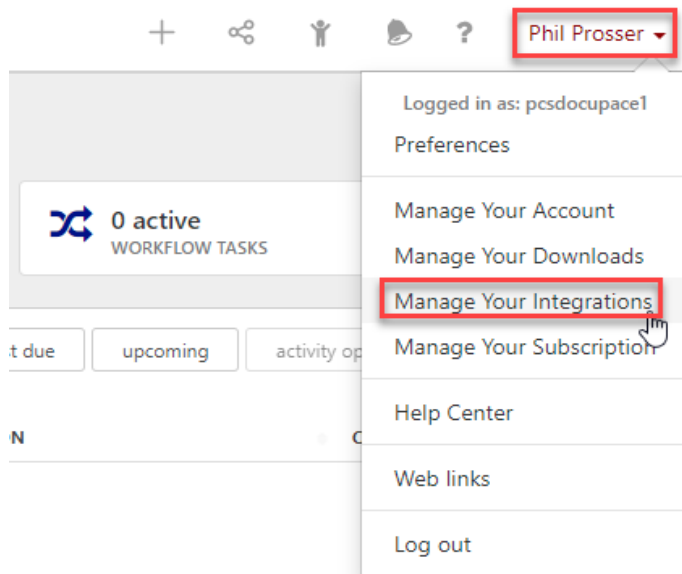 ? Phil Prosser
Logged in as: pcsdocupace1
Preferences
0 active
WORKFLOW TASKS
Manage Your Account
Manage Your Downloads
Manage Your Integrations
Manage Your Subscription
t due
upcoming
activity op
Help Center
N
C
Web links
Log out